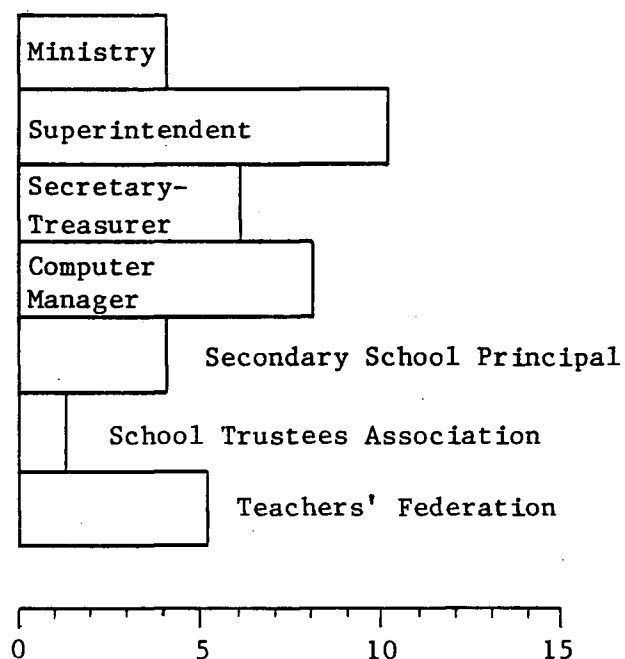 Ministry
Superintendent
Secretary-
Treasurer
Computer
Manager
Secondary School Principal
School Trustees Association
Teachers' Federation
0 5 10 15